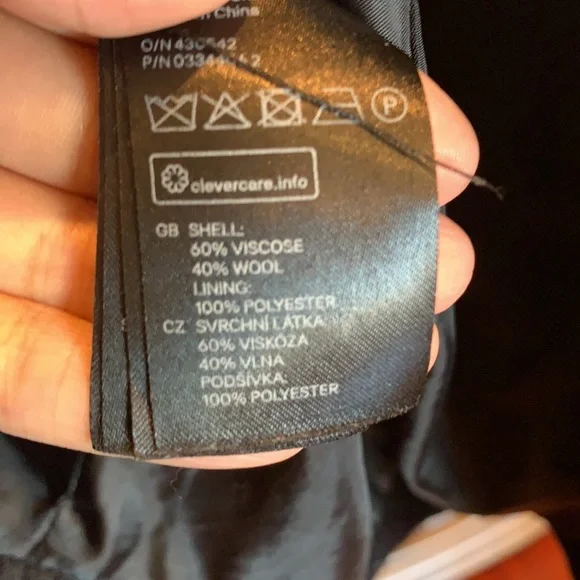 China
O/N
P/N
P
clevercare.info
GB SHELL:
60% VISCOSE
40% WOOL
LINING:
100% POLYESTER
CZ SVRCHNÍ LÁTKA:
60% VISKÓZA
40% VLNA
PODŠÍVKA:
100% POLYESTER